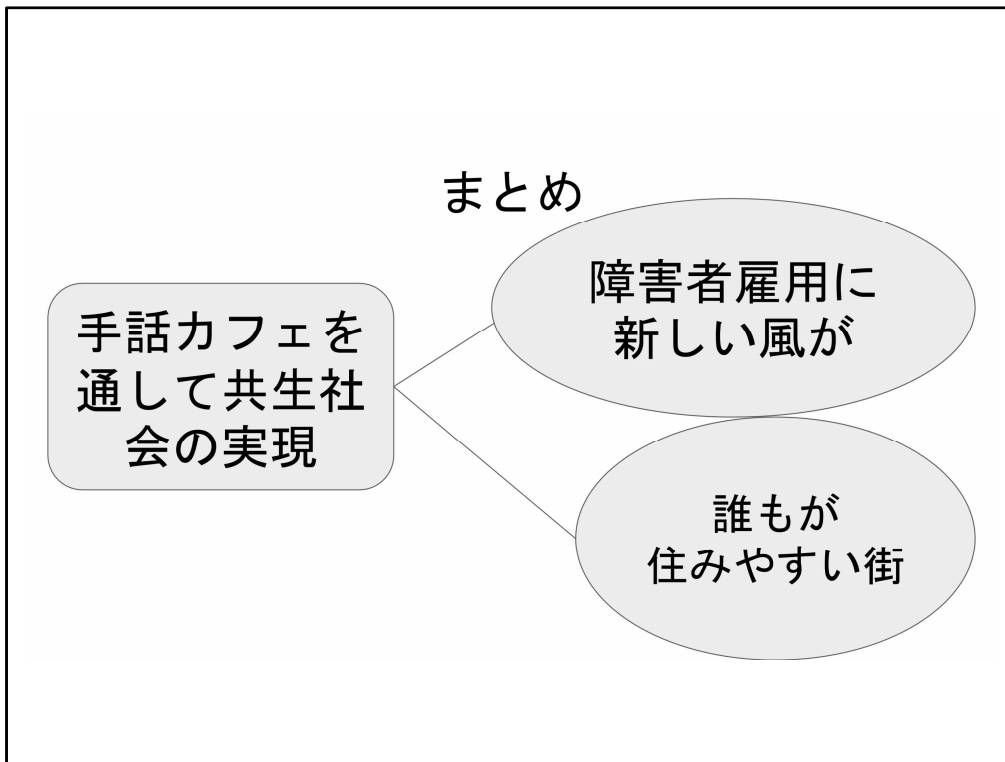 まとめ
手話カフェを
通して共生社
会の実現
障害者雇用に
新しい風が
誰もが
住みやすい街